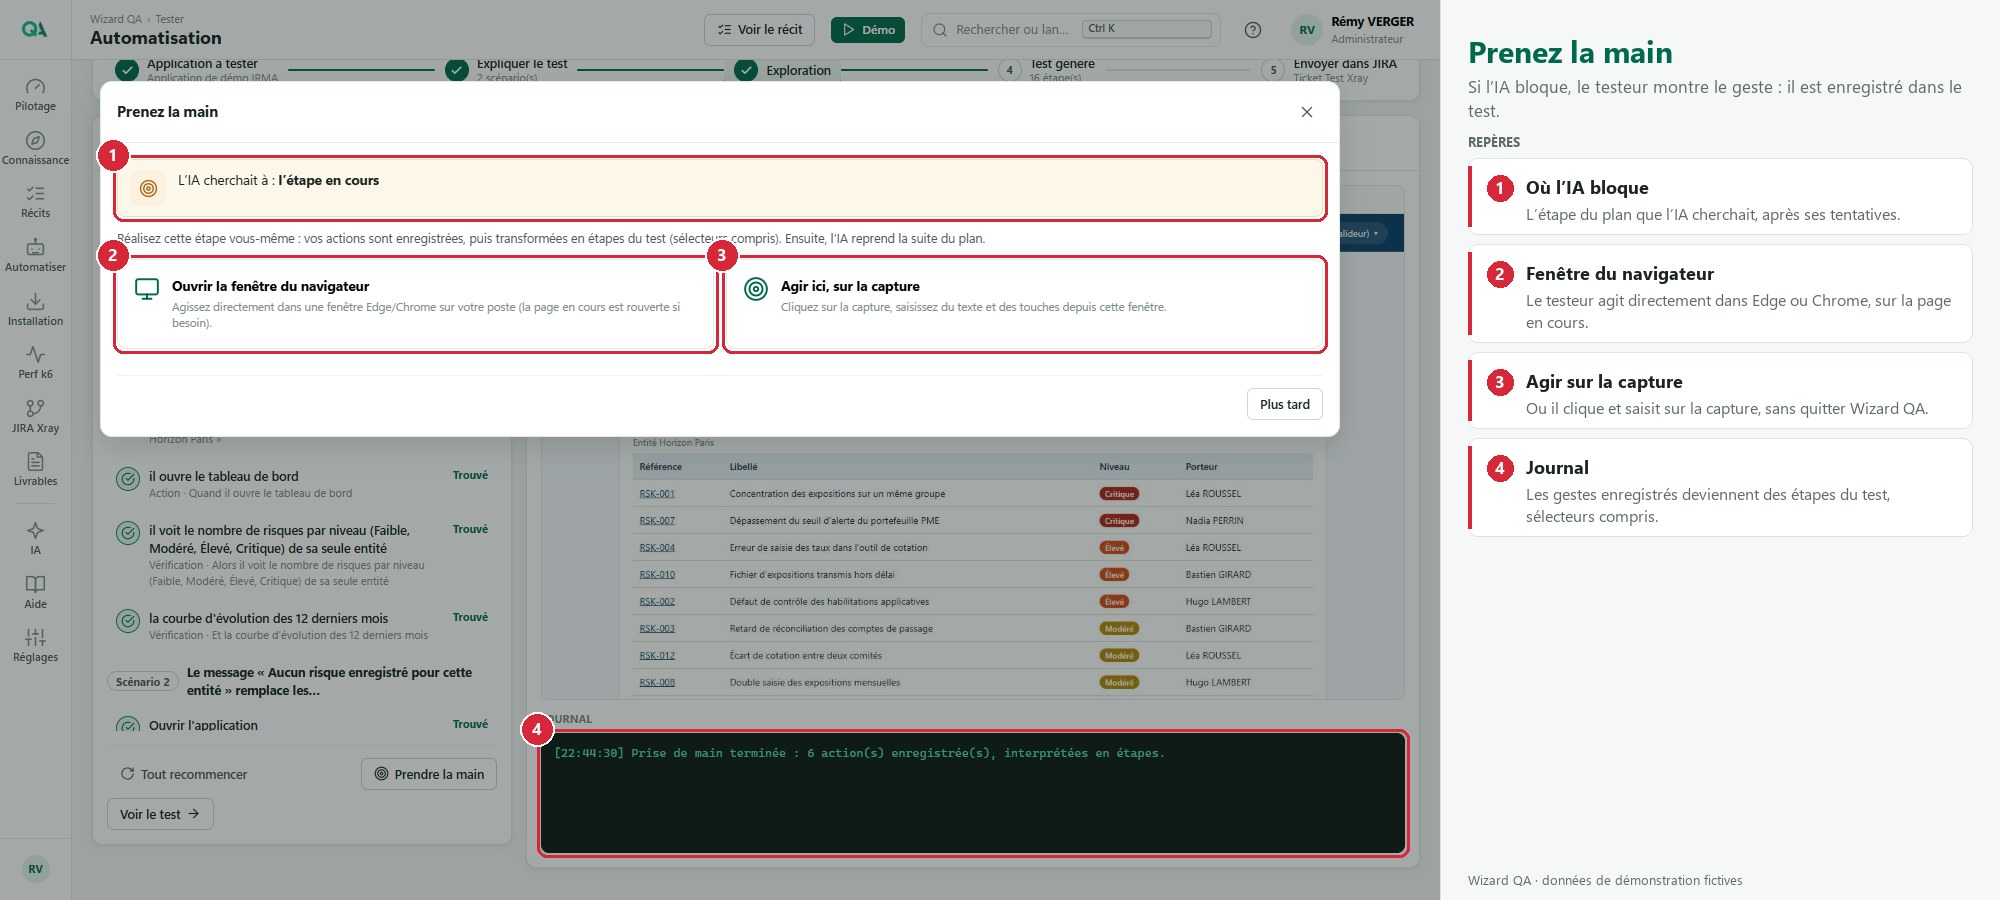 QA
Wizard QA › Tester
Automatisation
Voir le récit
Démo
Rechercher ou lan...
Ctrl K
RV
Rémy VERGER
Administrateur
Pilotage
Connaissance
Récits
Automatiser
Installation
Perf k6
JIRA Xray
Livrables
IA
Aide
Réglages
RV
Application à tester
Application de démo IRMA
Expliquer le test
2 scénario(s)
Exploration
4
Test généré
16 étape(s)
5
Envoyer dans JIRA
Ticket Test Xray
Prenez la main
1
L’IA cherchait à : l’étape en cours
Réalisez cette étape vous-même : vos actions sont enregistrées, puis transformées en étapes du test (sélecteurs compris). Ensuite, l’IA reprend la suite du plan.
2
Ouvrir la fenêtre du navigateur
Agissez directement dans une fenêtre Edge/Chrome sur votre poste (la page en cours est rouverte si
besoin).
3
Agir ici, sur la capture
Cliquez sur la capture, saisissez du texte et des touches depuis cette fenêtre.
Plus tard
Horizon Paris »
il ouvre le tableau de bord
Trouvé
Action · Quand il ouvre le tableau de bord
il voit le nombre de risques par niveau (Faible,
Modéré, Élevé, Critique) de sa seule entité
Trouvé
Vérification · Alors il voit le nombre de risques par niveau
(Faible, Modéré, Élevé, Critique) de sa seule entité
la courbe d'évolution des 12 derniers mois
Trouvé
Vérification · Et la courbe d'évolution des 12 derniers mois
Scénario 2
Le message « Aucun risque enregistré pour cette
entité » remplace les...
Ouvrir l'application
Trouvé
Tout recommencer
Prendre la main
Voir le test
Entité Horizon Paris
Référence Libellé Niveau Porteur
RSK-001 Concentration des expositions sur un même groupe Critique Léa ROUSSEL
RSK-007 Dépassement du seuil d'alerte du portefeuille PME Critique Nadia PERRIN
RSK-004 Erreur de saisie des taux dans l'outil de cotation Élevé Léa ROUSSEL
RSK-010 Fichier d'expositions transmis hors délai Élevé Bastien GIRARD
RSK-002 Défaut de contrôle des habilitations applicatives Élevé Hugo LAMBERT
RSK-003 Retard de réconciliation des comptes de passage Modéré Bastien GIRARD
RSK-012 Écart de cotation entre deux comités Modéré Léa ROUSSEL
RSK-008 Double saisie des expositions mensuelles Modéré Hugo LAMBERT
4
[22:44:30] Prise de main terminée : 6 action(s) enregistrée(s), interprétées en étapes.
Prenez la main
Si l’IA bloque, le testeur montre le geste : il est enregistré dans le
test.
REPÈRES
1
Où l’IA bloque
L’étape du plan que l’IA cherchait, après ses tentatives.
2
Fenêtre du navigateur
Le testeur agit directement dans Edge ou Chrome, sur la page
en cours.
3
Agir sur la capture
Ou il clique et saisit sur la capture, sans quitter Wizard QA.
4
Journal
Les gestes enregistrés deviennent des étapes du test,
sélecteurs compris.
Wizard QA · données de démonstration fictives